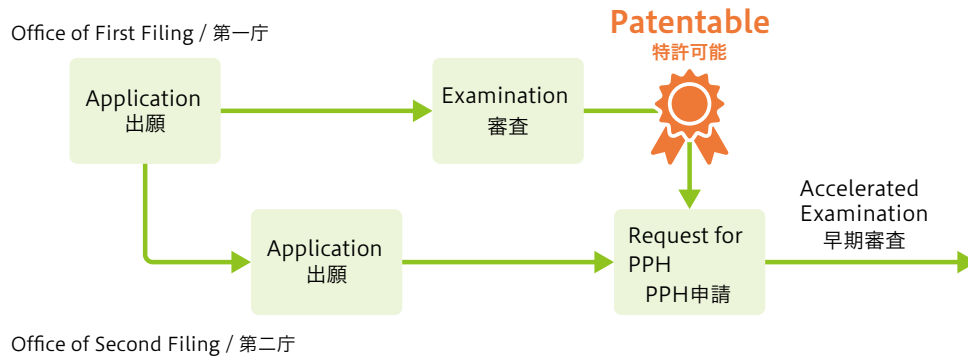 Office of First Filing / 第一庁
Patentable
特許可能
Application
出願
Examination
審査
Application
出願
Request for
PPH
PPH申請
Accelerated
Examination
早期審査
Office of Second Filing / 第二庁